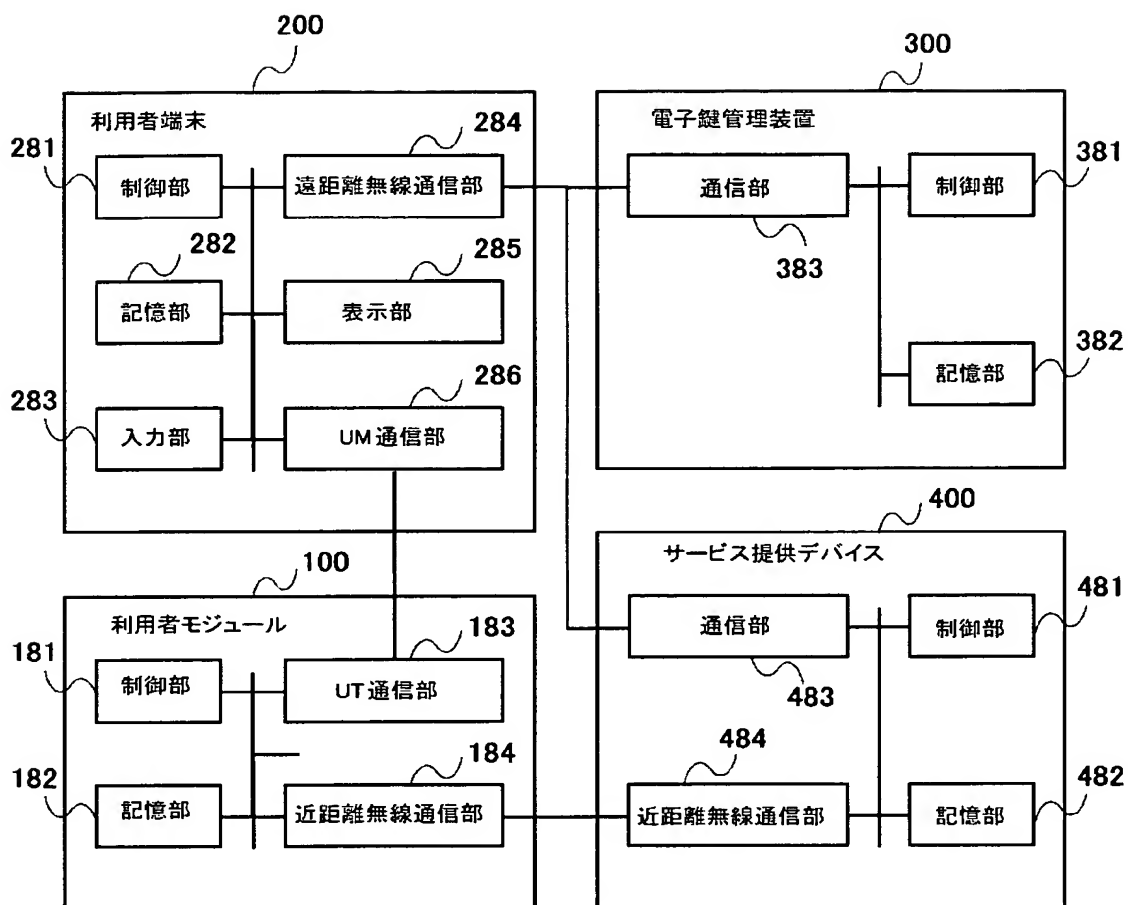 200
利用者端末
281
制御部
284
遠距離無線通信部
282
記憶部
285
表示部
283
入力部
286
UM通信部
300
電子鍵管理装置
通信部
383
381
制御部
382
記憶部
100
利用者モジュール
181
制御部
183
UT通信部
182
記憶部
184
近距離無線通信部
400
サービス提供デバイス
通信部
483
481
制御部
484
近距離無線通信部
482
記憶部